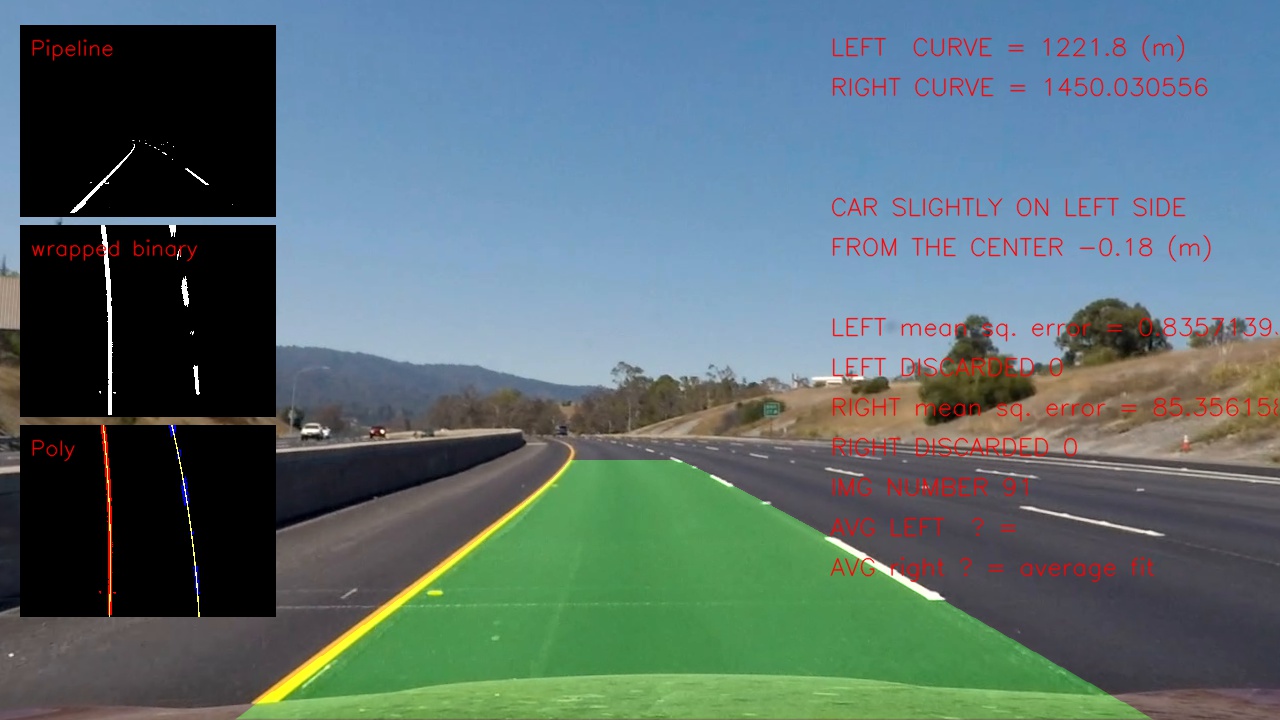 Pipeline
wrapped binary
Poly
LEFT CURVE = 1221.8 (m)
RIGHT CURVE = 1450.030556
CAR SLIGHTLY ON LEFT SIDE
FROM THE CENTER -0.18 (m)
LEFT mean sq. error = 0.8357139.
LEFT DISCARDED 0
RIGHT mean sq. error = 85.356156
RIGHT DISCARDED 0
IMG NUMBER 91
AVG LEFT ? =
AVG right ? = average fit